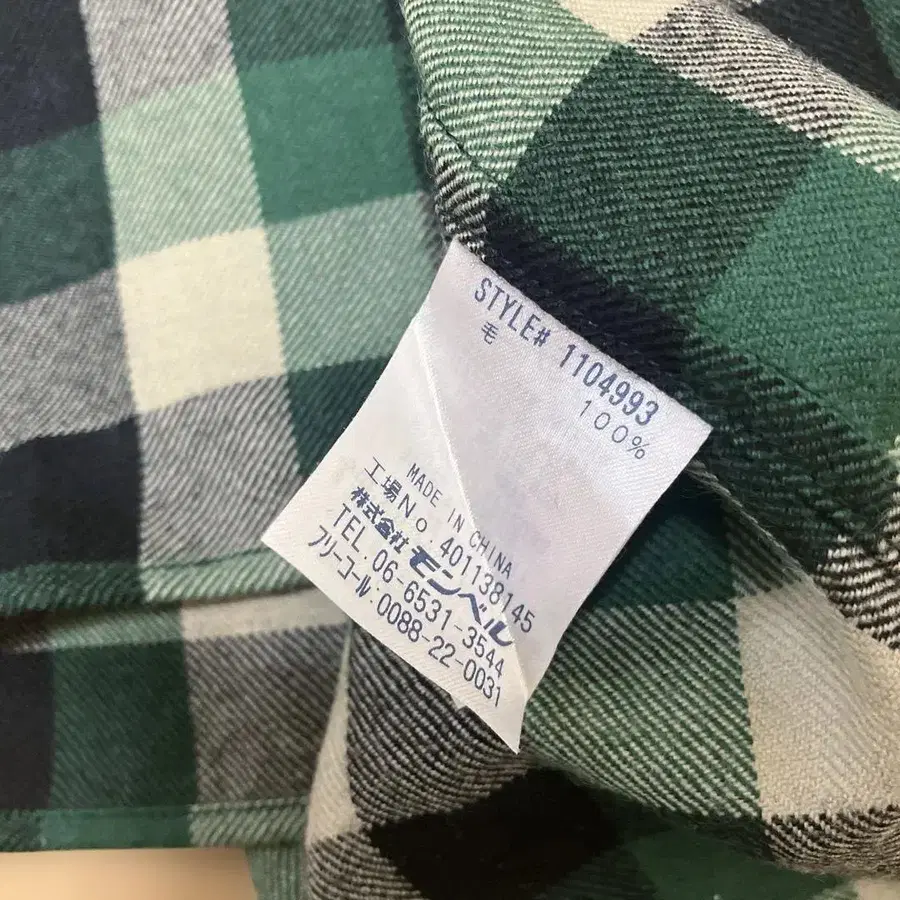 STYLE# 1104993
毛 100%
MADE IN CHINA
工場No.401138145
株式会社モンベル
TEL.06-6531-3544
フリーコール:0088-22-0031